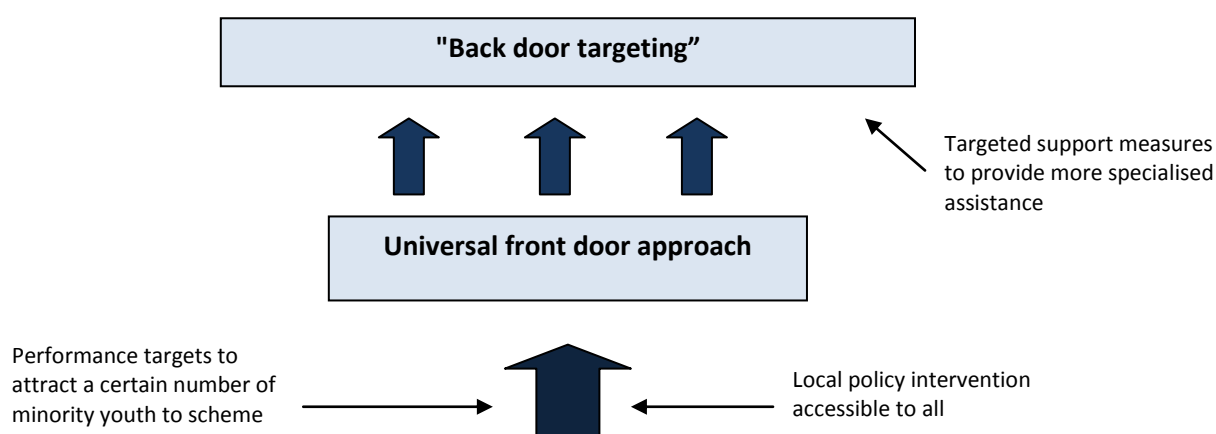 "Back door targeting”
Targeted support measures
to provide more specialised
assistance
Universal front door approach
Performance targets to
attract a certain number of
minority youth to scheme
Local policy intervention
accessible to all